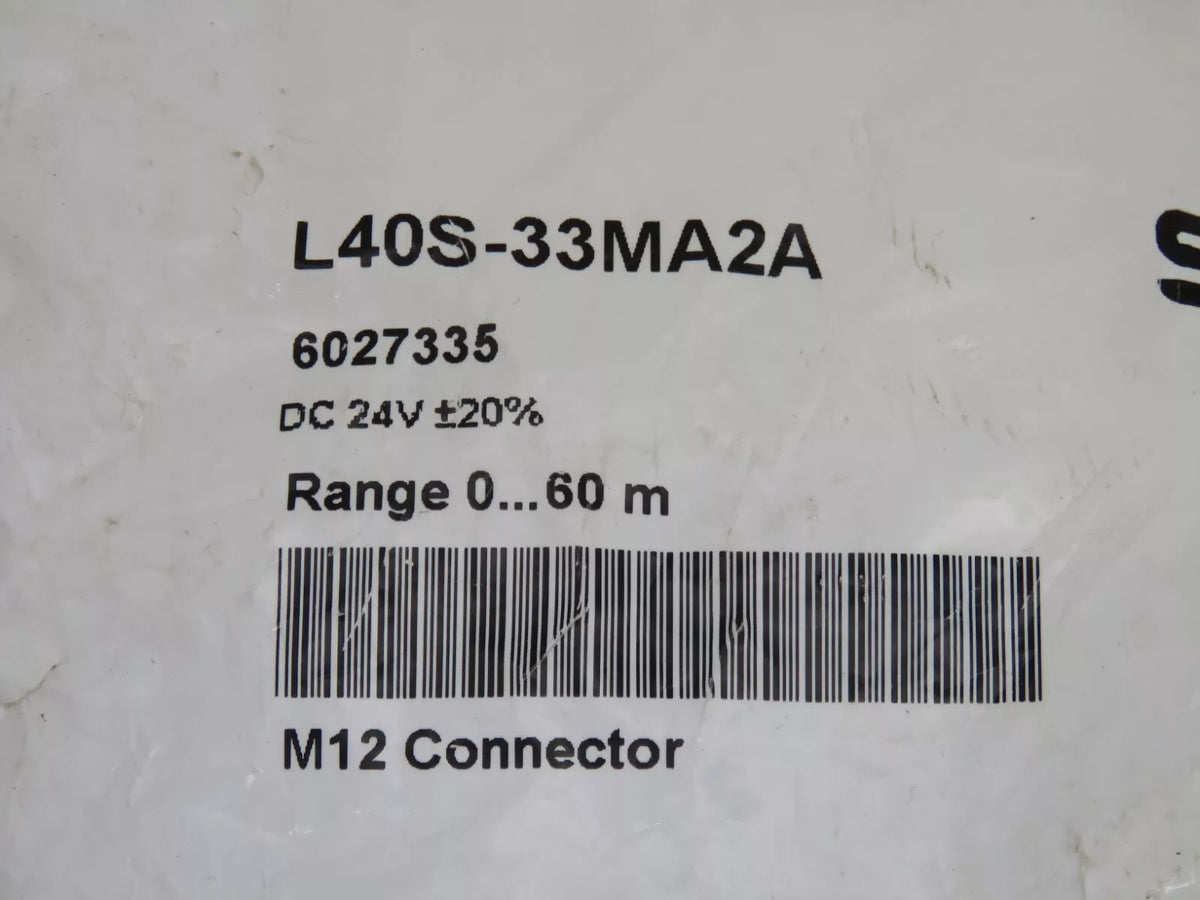 L40S-33MA2A
6027335
DC 24V ±20%
Range 0...60 m
M12 Connector